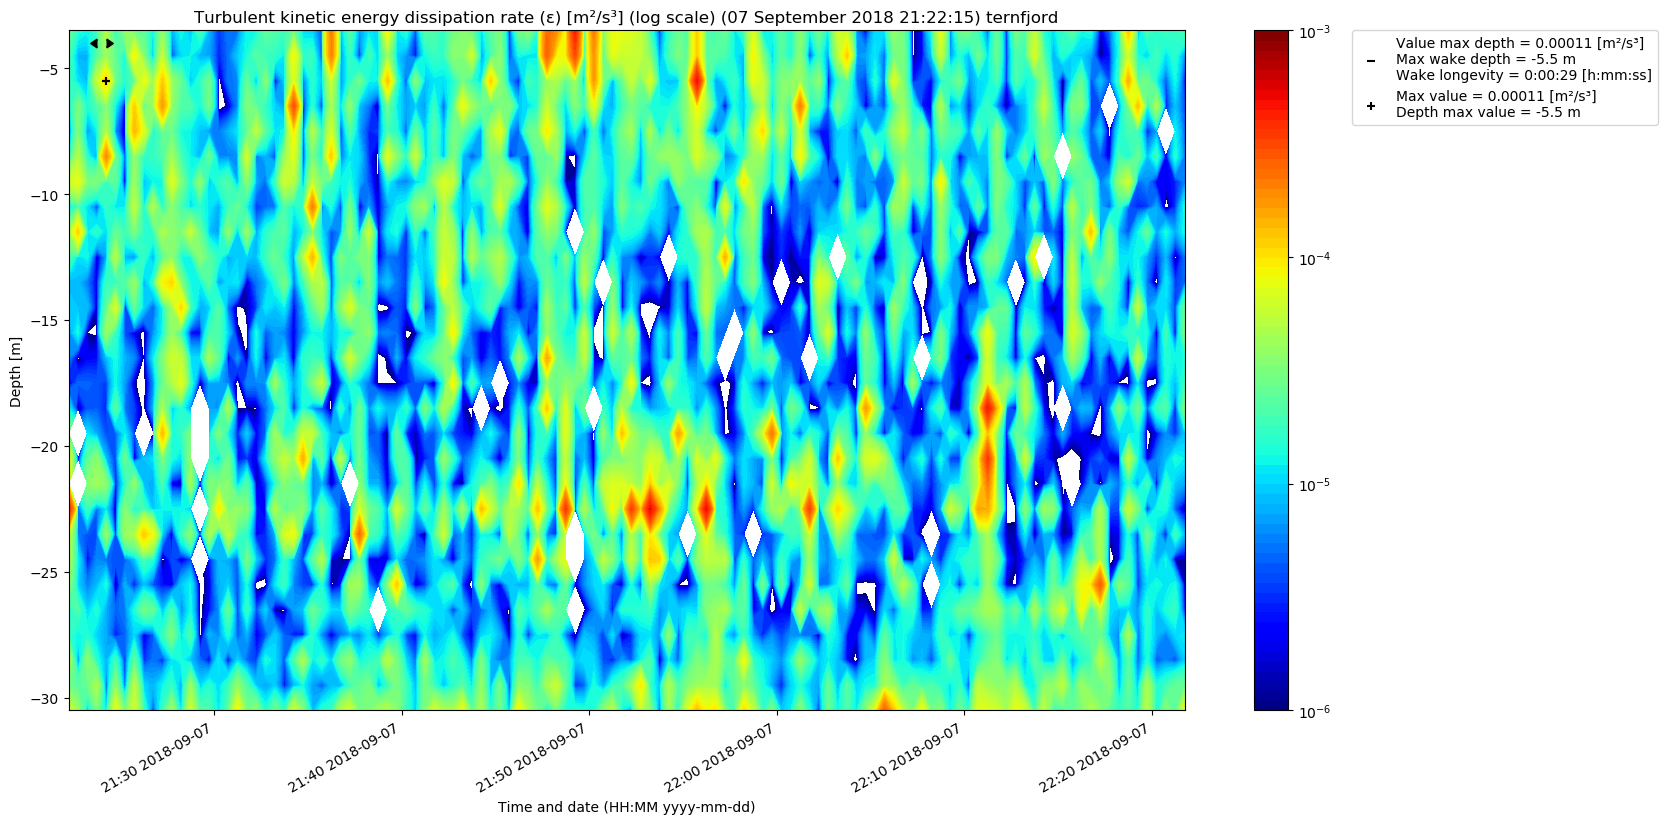 Turbulent kinetic energy dissipation rate (ε) [m²/s³] (log scale) (07 September 2018 21:22:15) ternfjord
Value max depth = 0.00011 [m²/s³]
Max wake depth = -5.5 m
Wake longevity = 0:00:29 [h:mm:ss]
Max value = 0.00011 [m²/s³]
Depth max value = -5.5 m
Depth [m]
−5
−10
−15
−20
−25
−30
10⁻³
10⁻⁴
10⁻⁵
10⁻⁶
21:30 2018-09-07
21:40 2018-09-07
21:50 2018-09-07
22:00 2018-09-07
22:10 2018-09-07
22:20 2018-09-07
Time and date (HH:MM yyyy-mm-dd)